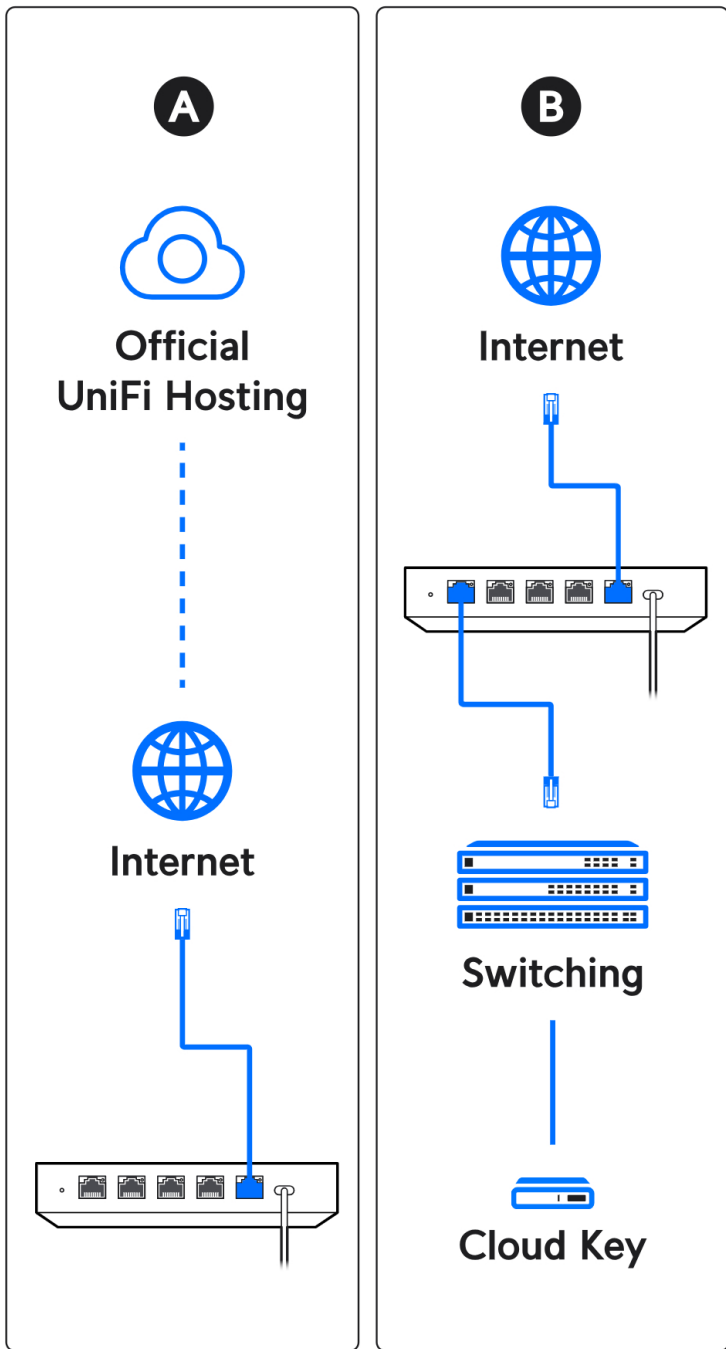 A
Official
UniFi Hosting
Internet
B
Internet
Switching
Cloud Key